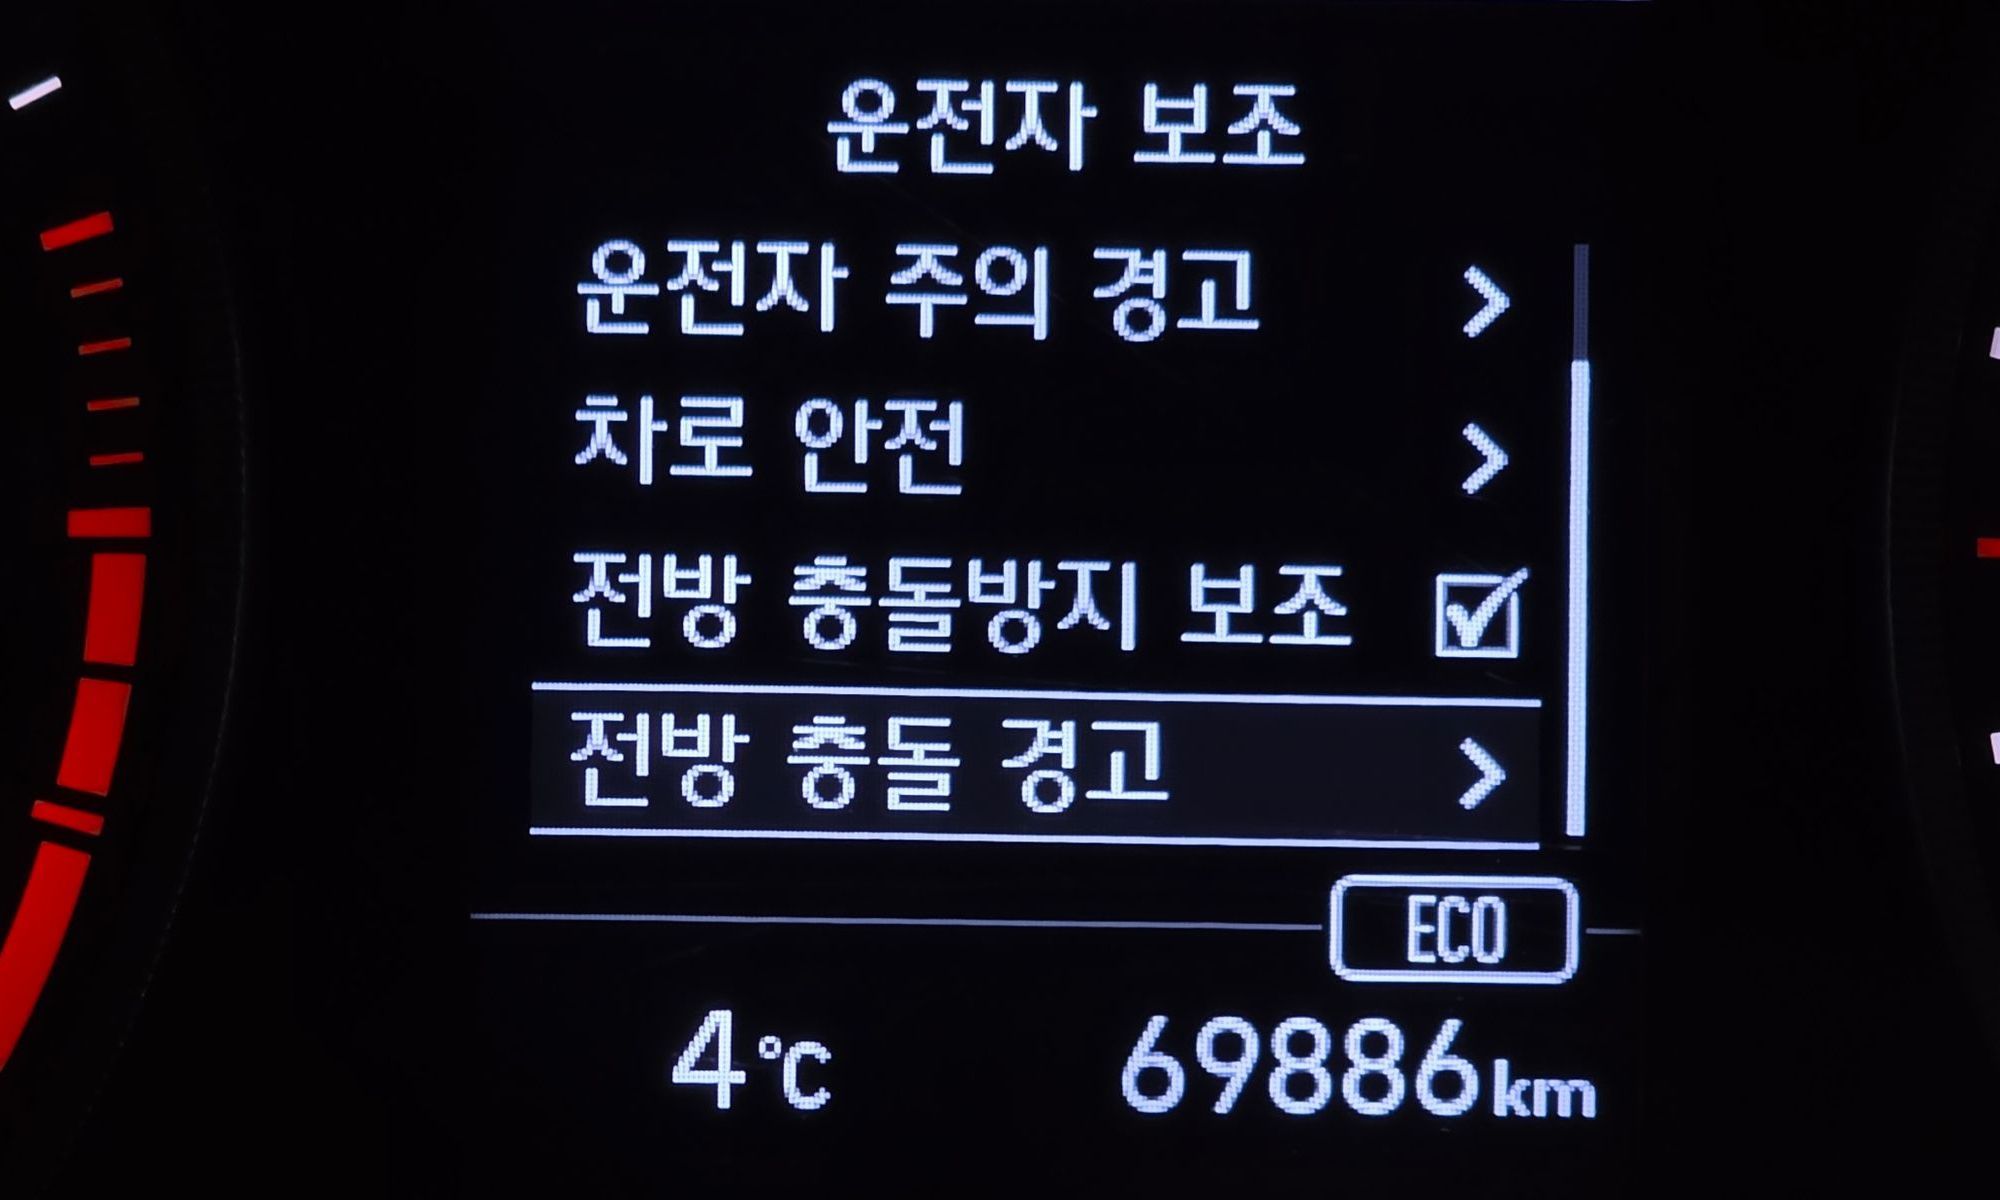 운전자 보조
운전자 주의 경고 >
차로 안전 >
전방 충돌방지 보조
전방 충돌 경고 >
ECO
4°C 69886km